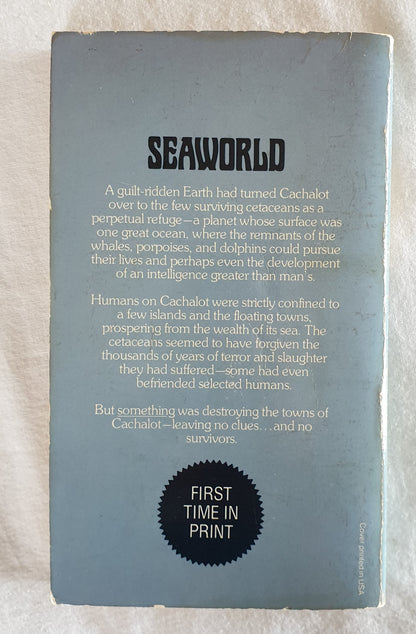 SEAWORLD
A guilt-ridden Earth had turned Cachalot
over to the few surviving cetaceans as a
perpetual refuge—a planet whose surface was
one great ocean, where the remnants of the
whales, porpoises, and dolphins could pursue
their lives and perhaps even the development
of an intelligence greater than man's.
Humans on Cachalot were strictly confined to
a few islands and the floating towns,
prospering from the wealth of its sea. The
cetaceans seemed to have forgiven the
thousands of years of terror and slaughter
they had suffered—some had even
befriended selected humans.
But something was destroying the towns of
Cachalot—leaving no clues...and no
survivors.
FIRST
TIME IN
PRINT
Cover printed in USA